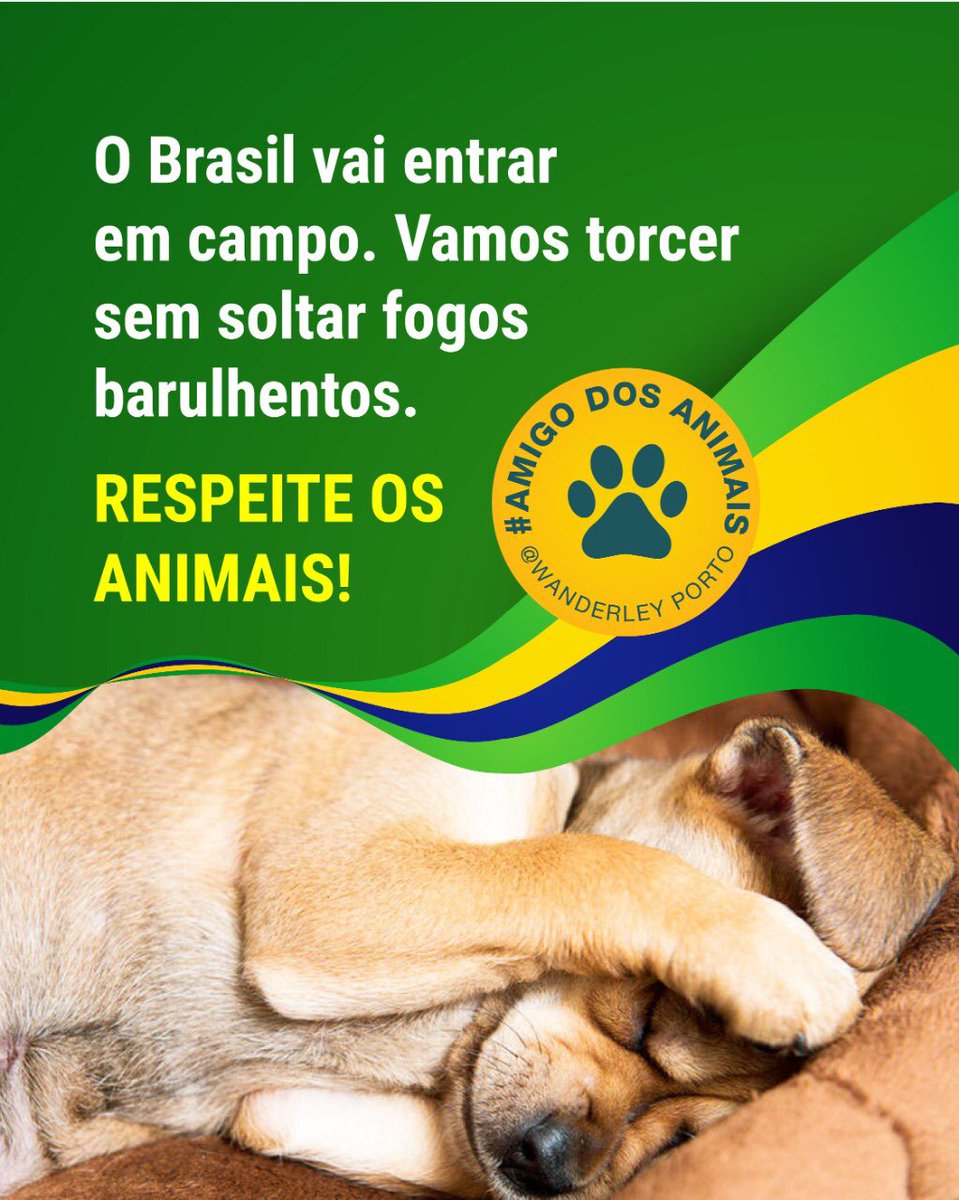 O Brasil vai entrar
em campo. Vamos torcer
sem soltar fogos
barulhentos.
RESPEITE OS
ANIMAIS!
#AMIGO DOS ANIMAIS
@WANDERLEY PORTO